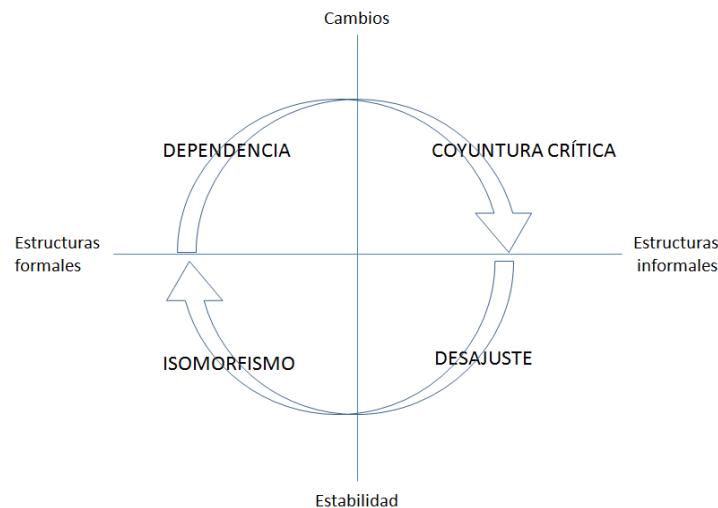 Cambios
DEPENDENCIA
COYUNTURA CRÍTICA
Estructuras
formales
Estructuras
informales
ISOMORFISMO
DESAJUSTE
Estabilidad